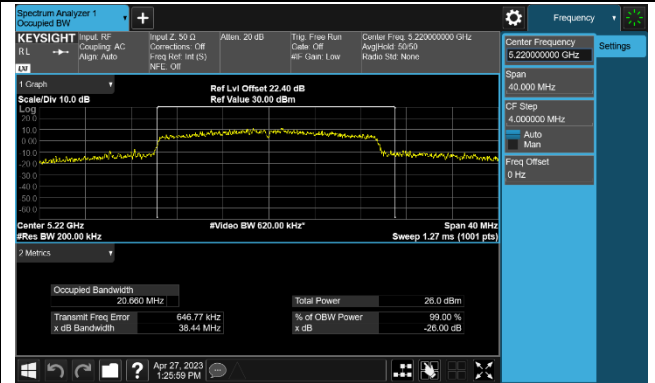 Spectrum Analyzer 1
Occupied BW
Frequency
KEYSIGHT
RL
Input: RF
Coupling: AC
Align: Auto
Input Z: 50 Ω
Corrections: Off
Freq Ref: Int (S)
NFE: Off
Atten: 20 dB
Trig: Free Run
Gate: Off
#IF Gain: Low
Center Freq: 5.220000000 GHz
Avg|Hold: 50/50
Radio Std: None
1 Graph
Scale/Div 10.0 dB
Ref Lvl Offset 22.40 dB
Ref Value 30.00 dBm
Log
20.0
10.0
0.00
-10.0
-20.0
-30.0
-40.0
-50.0
-60.0
Center 5.22 GHz
#Video BW 620.00 kHz*
Span 40 MHz
#Res BW 200.00 kHz
Sweep 1.27 ms (1001 pts)
2 Metrics
Occupied Bandwidth
20.660 MHz
Total Power
26.0 dBm
Transmit Freq Error
646.77 kHz
% of OBW Power
99.00 %
x dB Bandwidth
38.44 MHz
x dB
-26.00 dB
Center Frequency
5.220000000 GHz
Settings
Span
40.000 MHz
CF Step
4.000000 MHz
Auto
Man
Freq Offset
0 Hz
Apr 27, 2023
1:25:59 PM